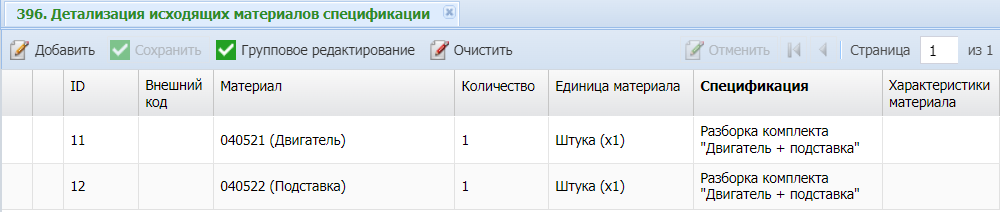 396. Детализация исходящих материалов спецификации
Добавить Сохранить Групповое редактирование Очистить Отменить Страница 1 из 1
ID Внешний код Материал Количество Единица материала Спецификация Характеристики материала
11 040521 (Двигатель) 1 Штука (x1) Разборка комплекта "Двигатель + подставка"
12 040522 (Подставка) 1 Штука (x1) Разборка комплекта "Двигатель + подставка"